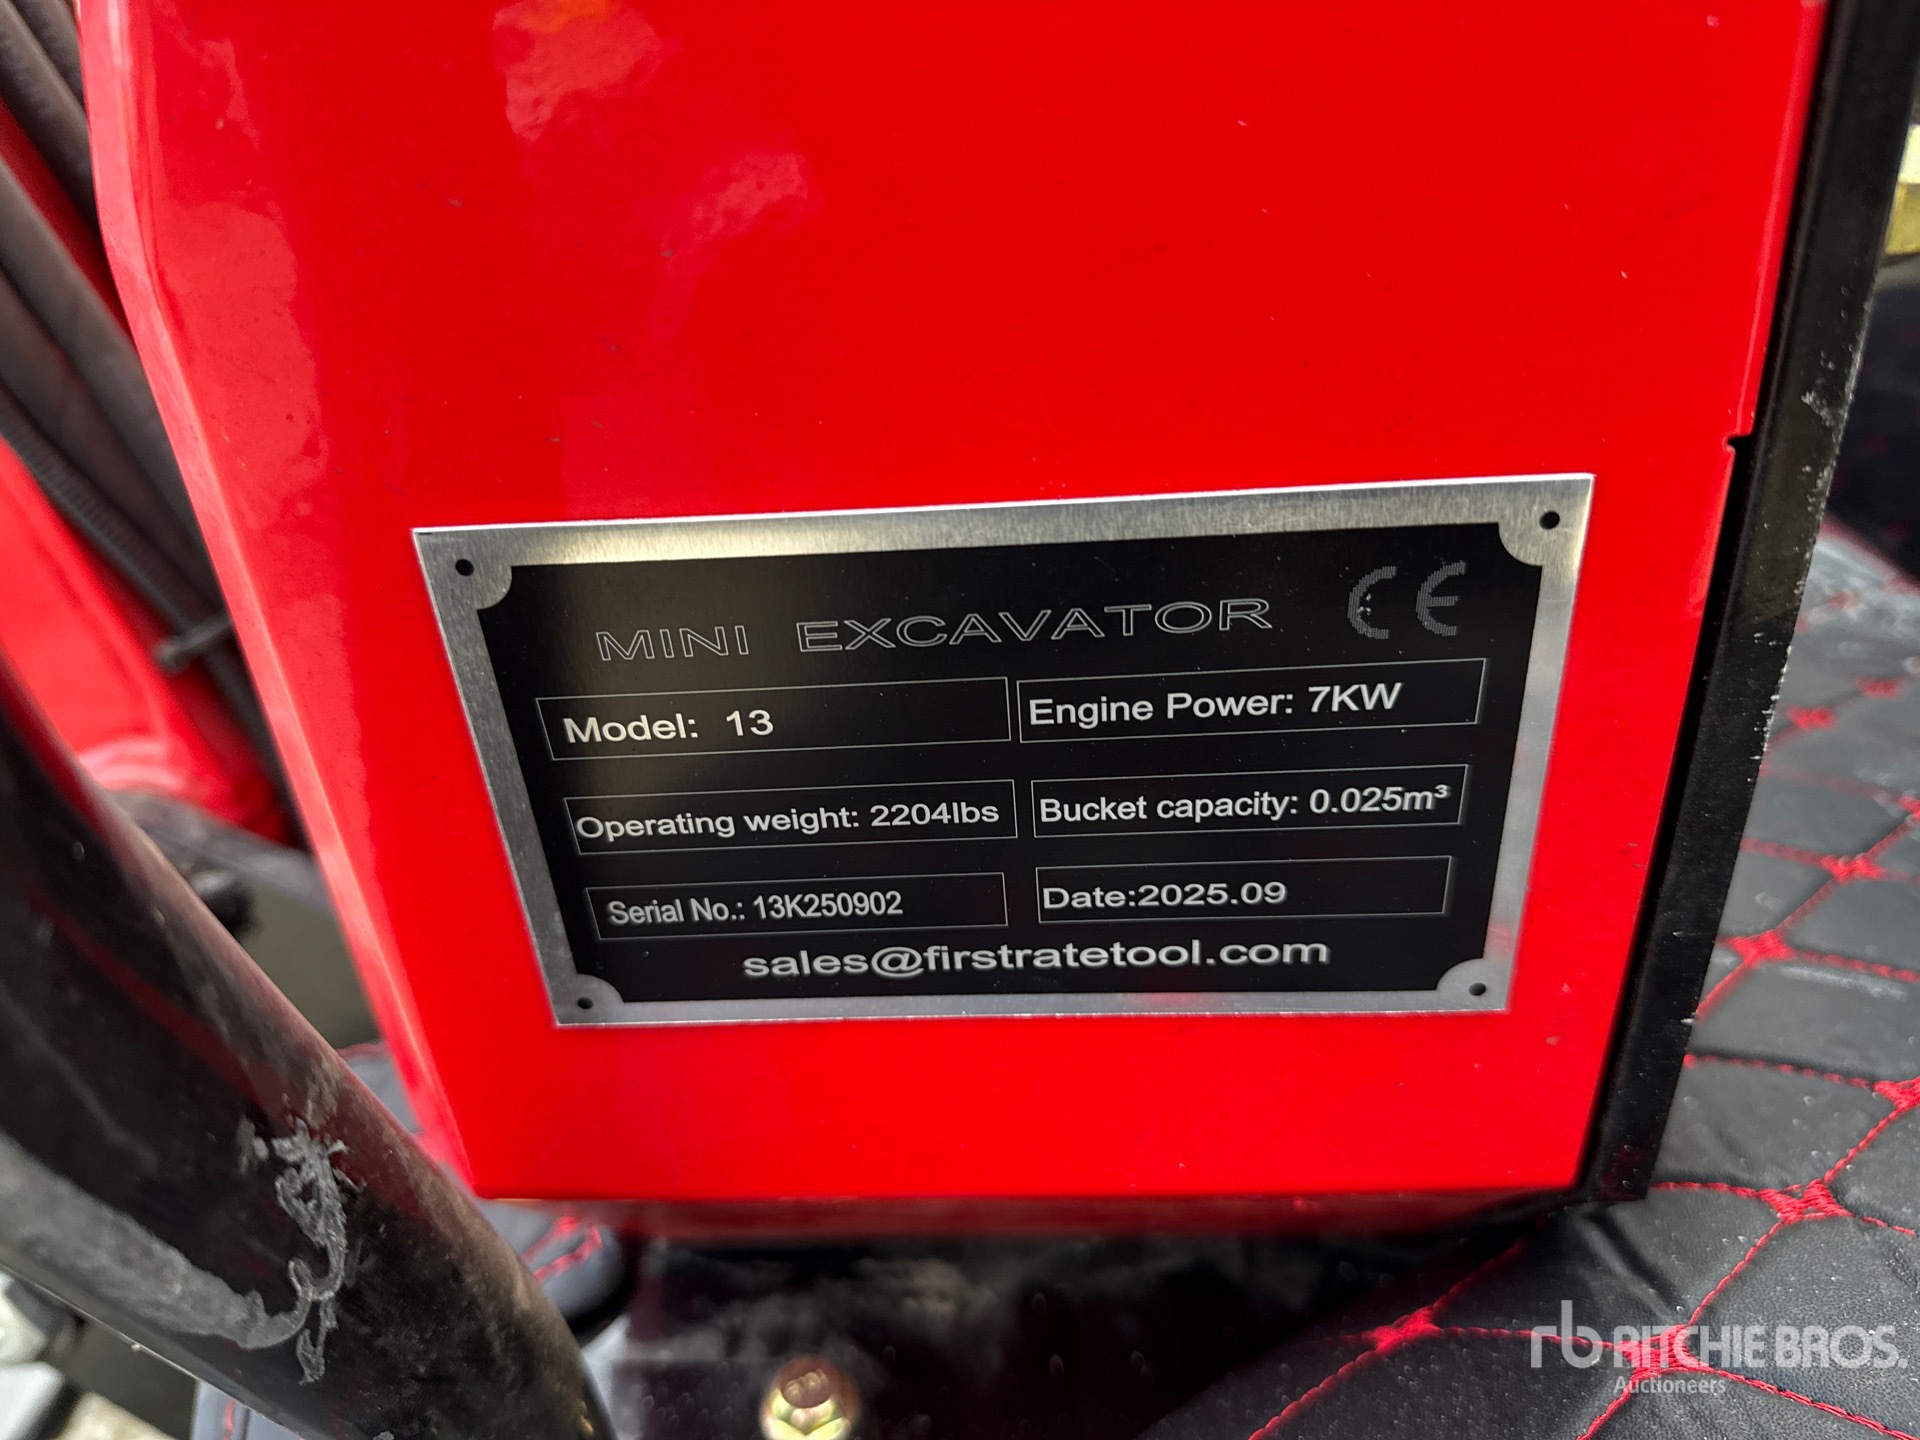 MINI EXCAVATOR CE
Model: 13
Engine Power: 7KW
Operating weight: 2204lbs
Bucket capacity: 0.025m³
Serial No.: 13K250902
Date:2025.09
sales@firstratetool.com
rb RITCHIE BROS.
Auctioneers